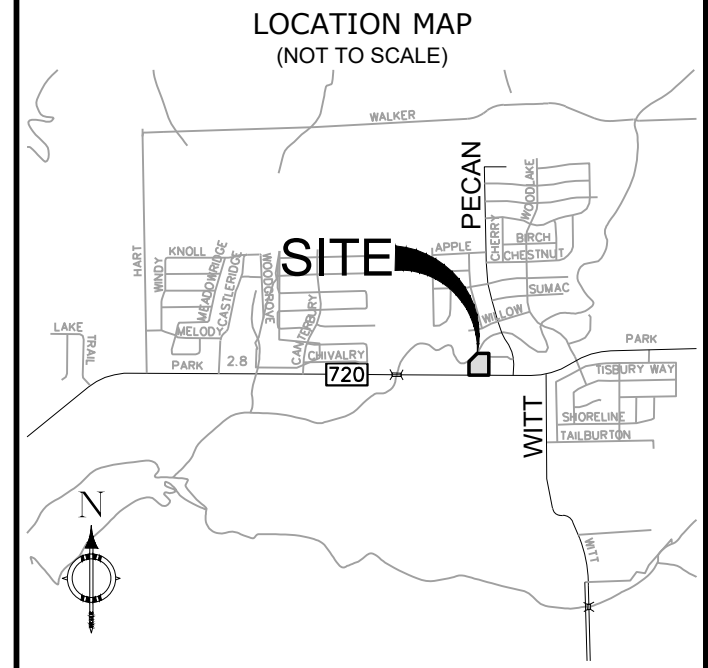 LOCATION MAP
(NOT TO SCALE)
WALKER
PECAN
WOODLAKE
CHERRY
BIRCH
CHESTNUT
HART
KNOLL
WINDY
MEADOWRIDGE
CASTLERIDGE
WOODGROVE
SITE
APPLE
SUMAC
WILLOW
CANTERBURY
LAKE
TRAIL
MELODY
PARK
2.8
CHIVALRY
720
PARK
TISBURY WAY
WITT
SHORELINE
TAILBURTON
N
WITT